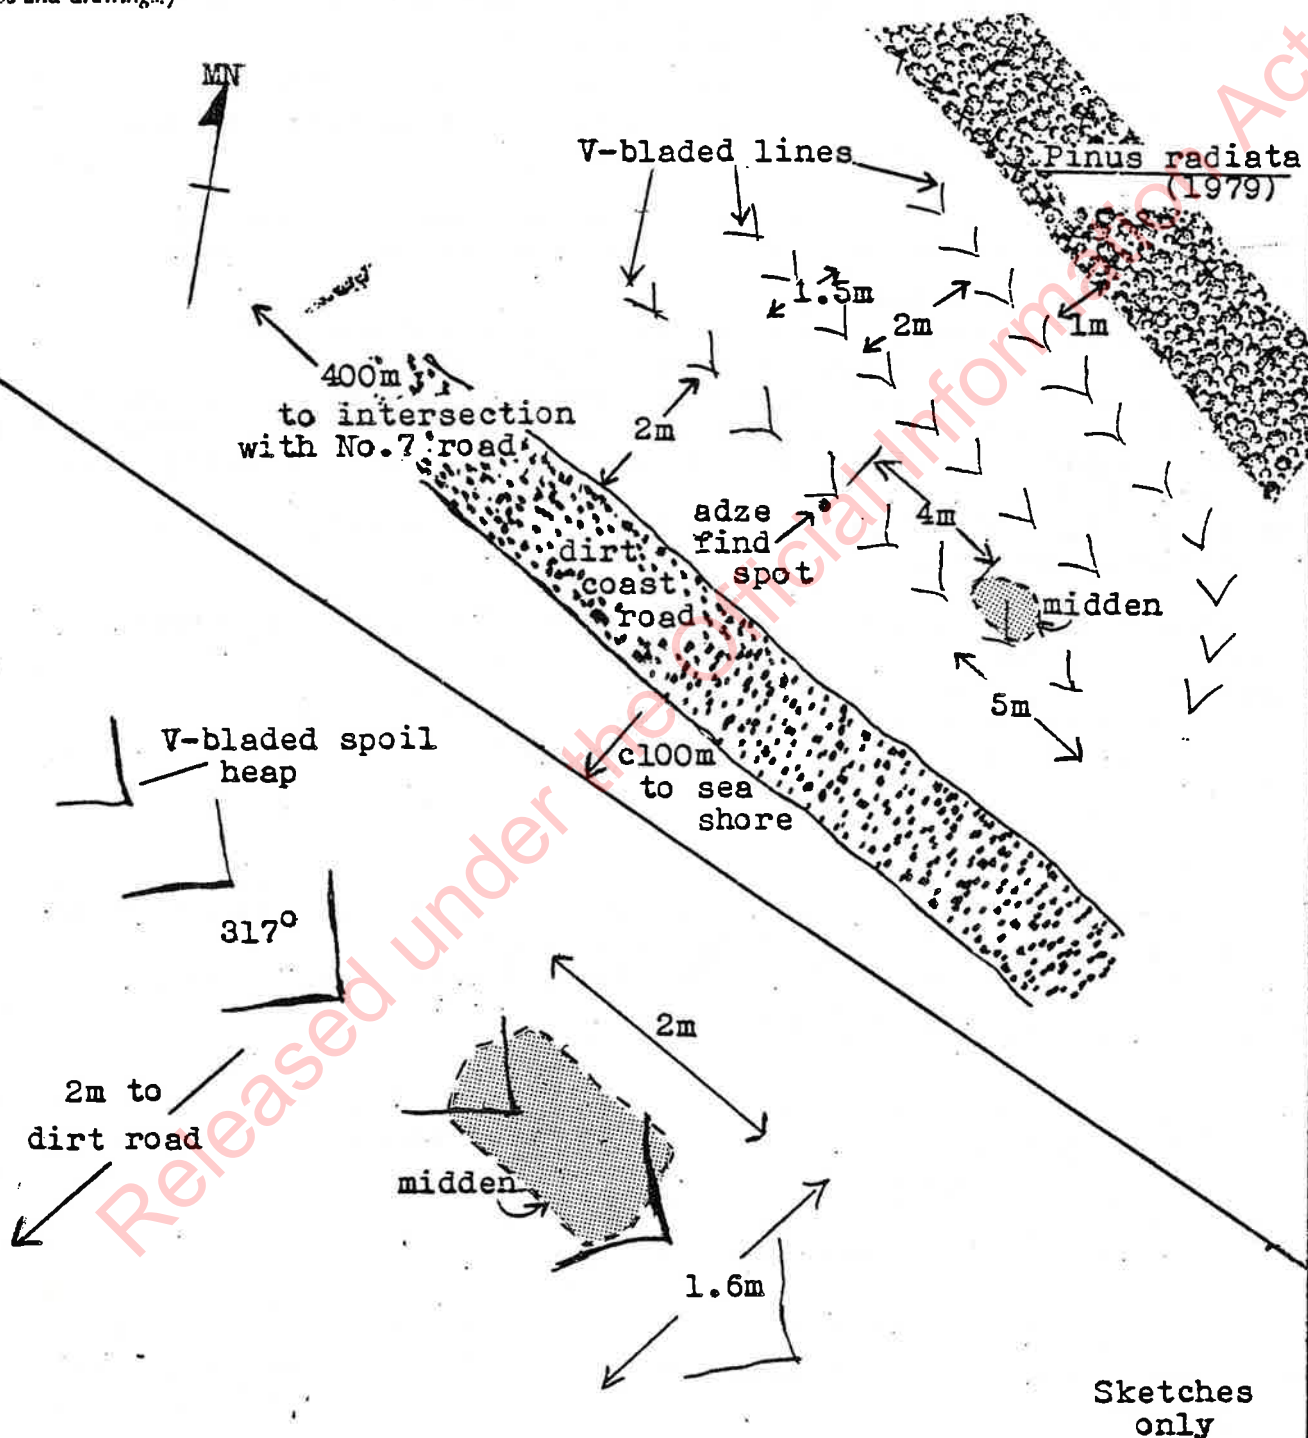 MN
V-bladed lines
Pinus radiata
(1979)
1.5m
2m
1m
400m
to intersection
with No.7 road
2m
adze
find
spot
4m
dirt
coast
road
midden
5m
V-bladed spoil
heap
c100m
to sea
shore
317°
2m
2m to
dirt road
midden
1.6m
Sketches
only
Released under the Official Information Act